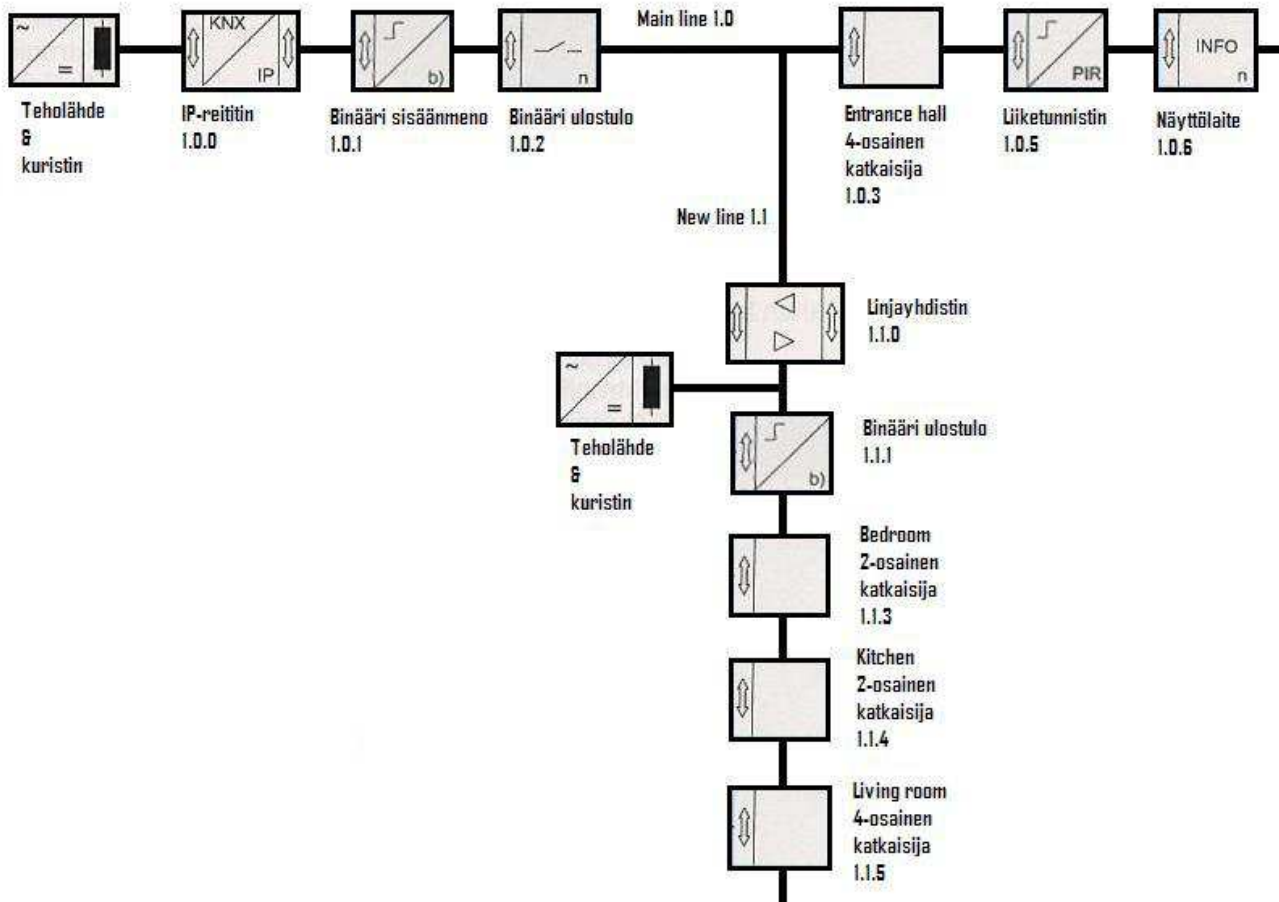 Main line 1.0
~
=
KNX
IP
b)
n
PIR
INFO
n
Teholähde
&
kuristin
IP-reititin
1.0.0
Binääri sisäänmeno
1.0.1
Binääri ulostulo
1.0.2
Entrance hall
4-osainen
katkaisija
1.0.3
Liiketunnistin
1.0.5
Näyttölaite
1.0.6
New line 1.1
Linjayhdistin
1.1.0
~
=
Teholähde
&
kuristin
b)
Binääri ulostulo
1.1.1
Bedroom
2-osainen
katkaisija
1.1.3
Kitchen
2-osainen
katkaisija
1.1.4
Living room
4-osainen
katkaisija
1.1.5